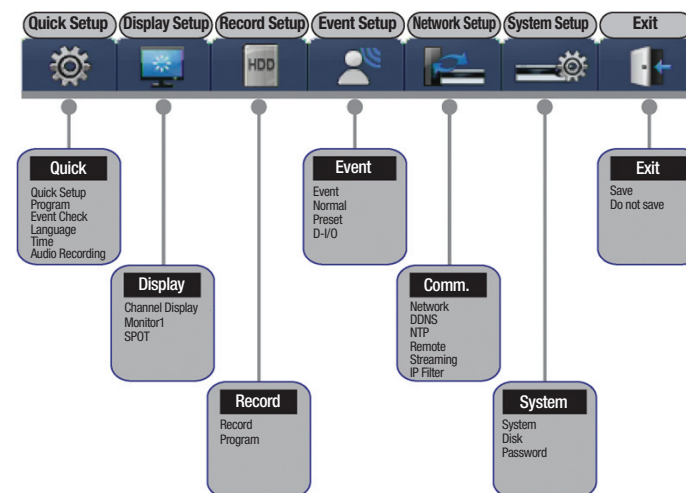 Quick Setup
Display Setup
Record Setup
Event Setup
Network Setup
System Setup
Exit
HDD
Quick
Quick Setup
Program
Event Check
Language
Time
Audio Recording
Display
Channel Display
Monitor1
SPOT
Record
Record
Program
Event
Event
Normal
Preset
D-I/O
Comm.
Network
DDNS
NTP
Remote
Streaming
IP Filter
System
System
Disk
Password
Exit
Save
Do not save